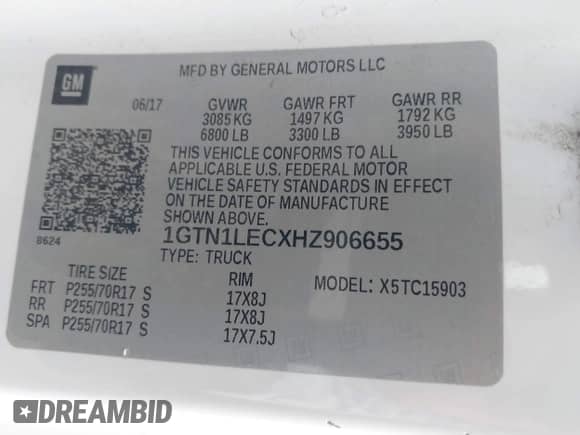 GM
MFD BY GENERAL MOTORS LLC
06/17 GVWR GAWR FRT GAWR RR
3085 KG 1497 KG 1792 KG
6800 LB 3300 LB 3950 LB
THIS VEHICLE CONFORMS TO ALL
APPLICABLE U.S. FEDERAL MOTOR
VEHICLE SAFETY STANDARDS IN EFFECT
ON THE DATE OF MANUFACTURE
SHOWN ABOVE.
8624
1GTN1LECXHZ906655
TYPE: TRUCK
TIRE SIZE RIM MODEL: X5TC15903
FRT P255/70R17 S 17X8J
RR P255/70R17 S 17X8J
SPA P255/70R17 S 17X7.5J
DREAMBID